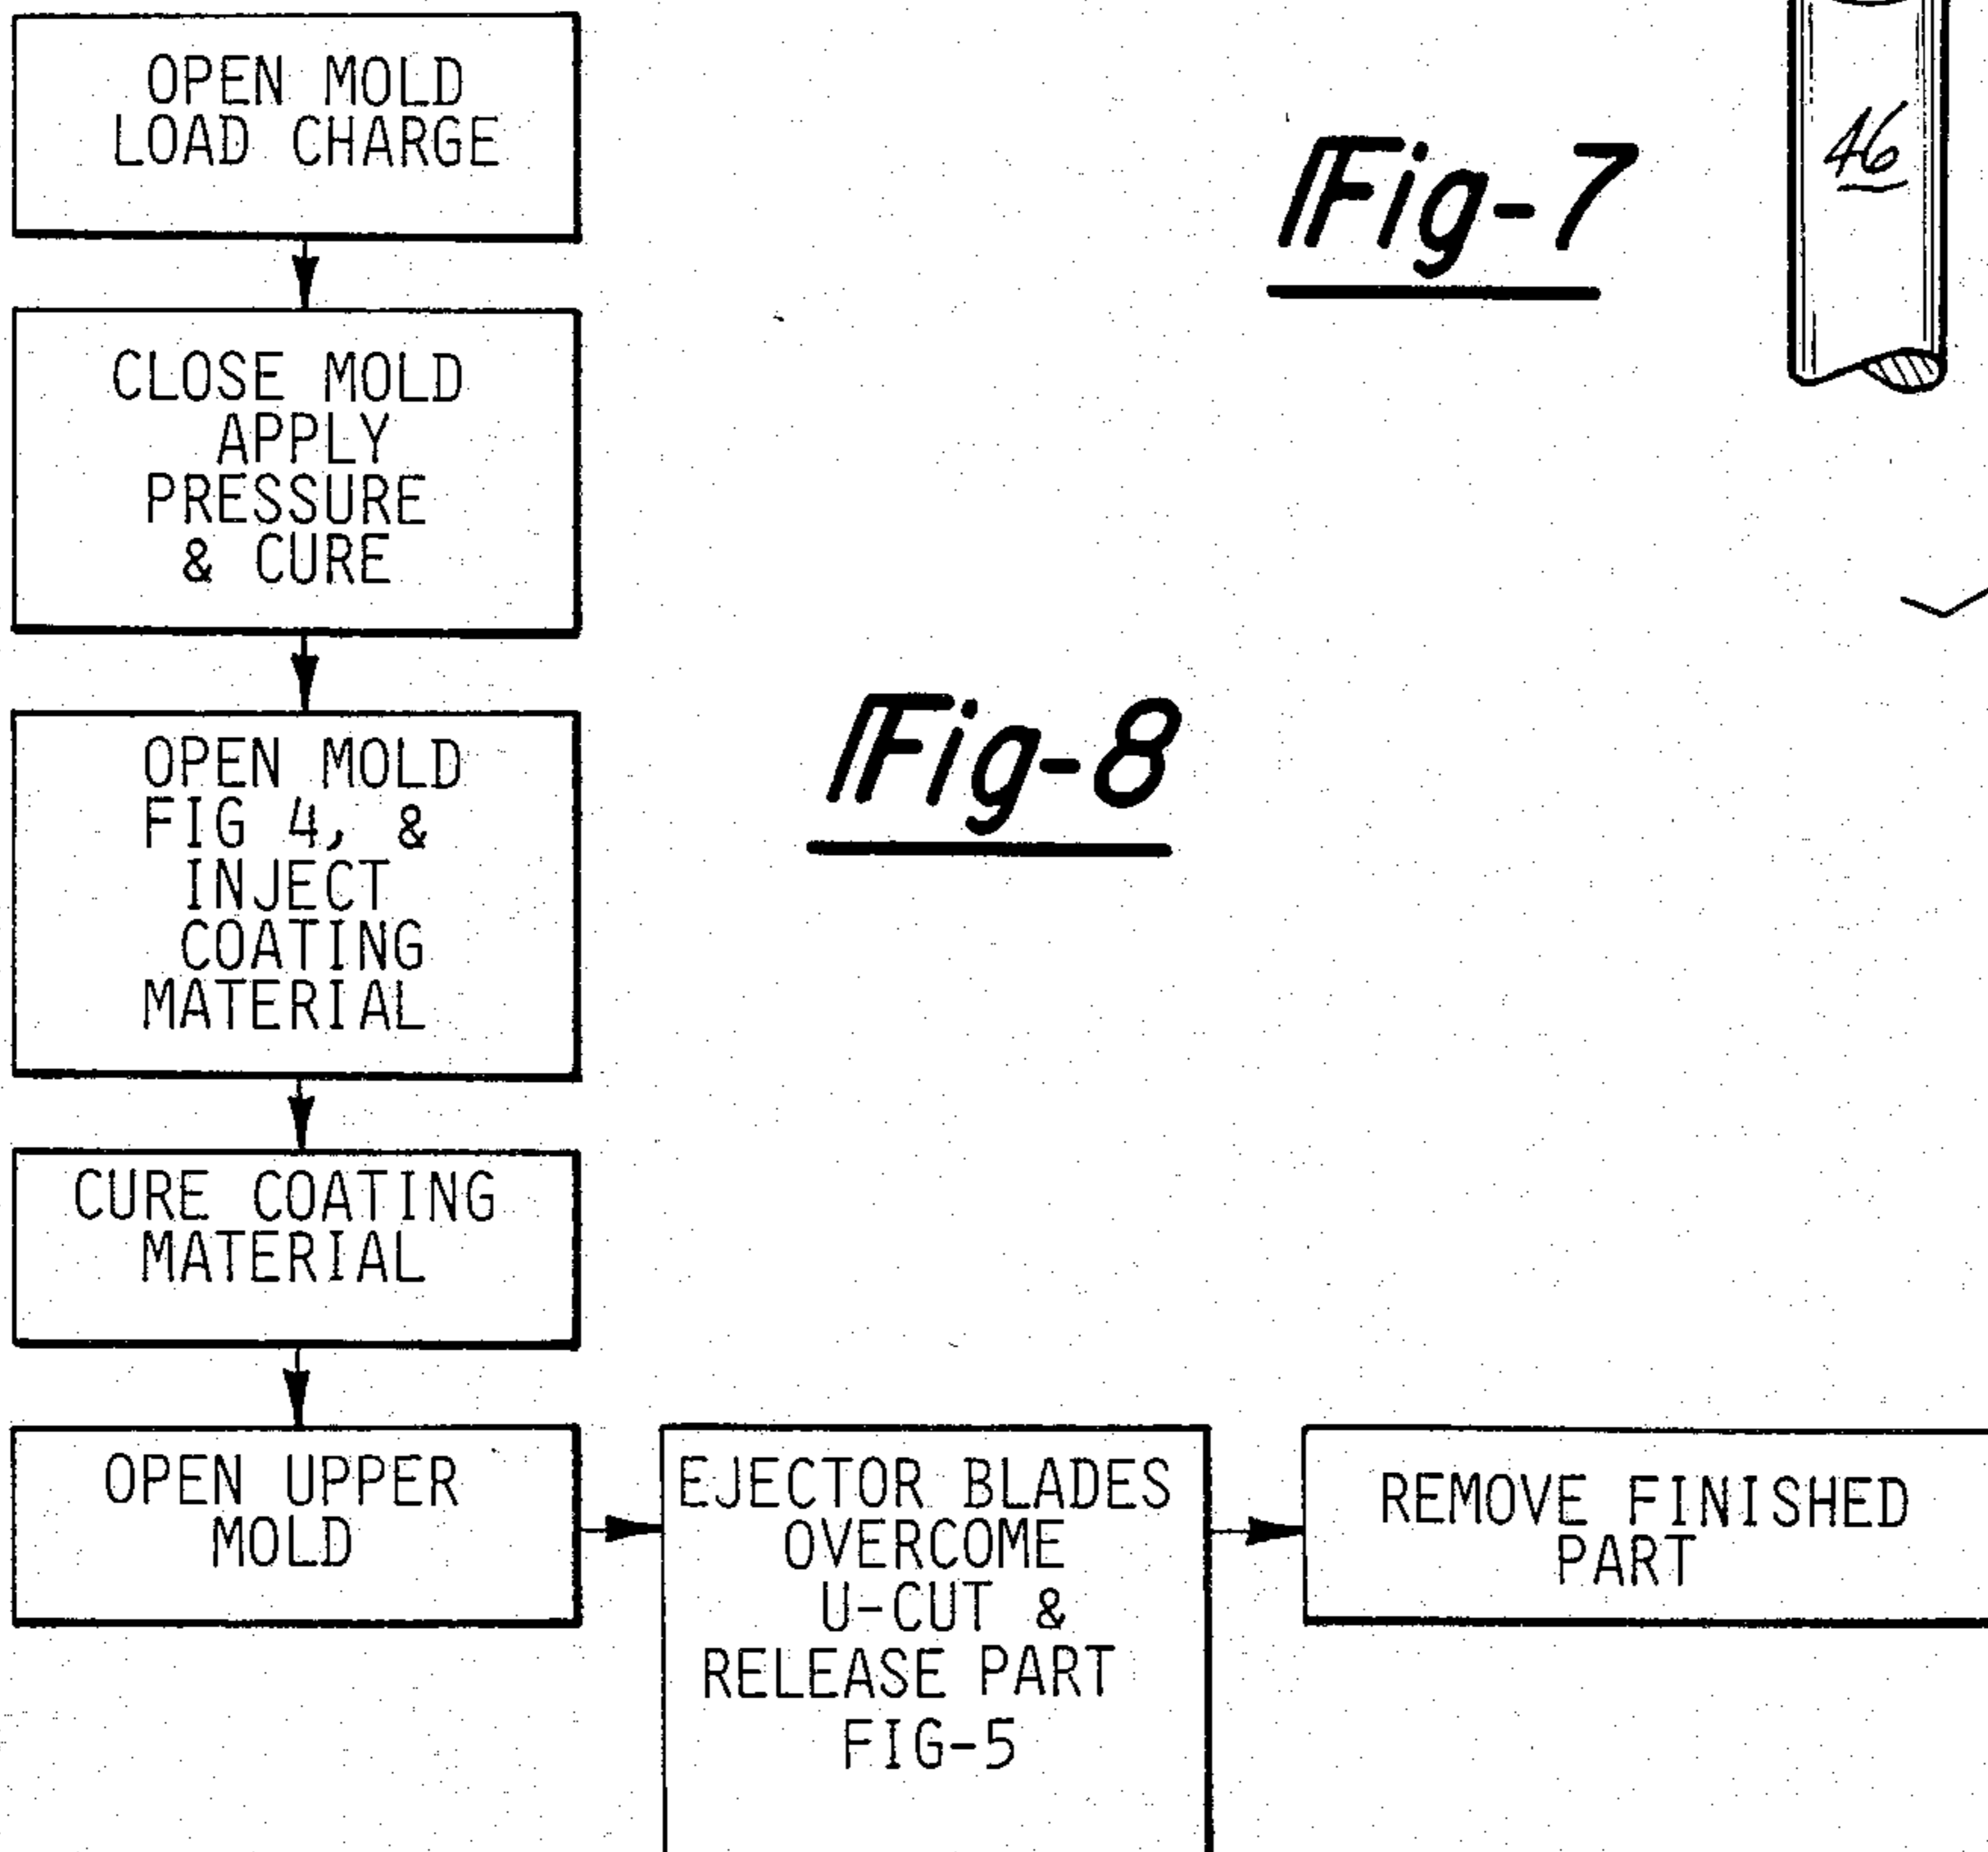 OPEN MOLD
LOAD CHARGE
Fig-7
46
CLOSE MOLD
APPLY
PRESSURE
& CURE
Fig-8
OPEN MOLD
FIG 4, &
INJECT
COATING
MATERIAL
CURE COATING
MATERIAL
OPEN UPPER
MOLD
EJECTOR BLADES
OVERCOME
U-CUT &
RELEASE PART
FIG-5
REMOVE FINISHED
PART